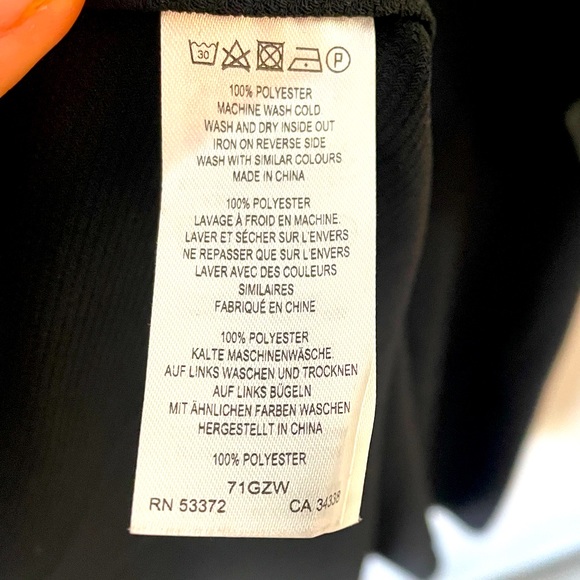 30 P
100% POLYESTER
MACHINE WASH COLD
WASH AND DRY INSIDE OUT
IRON ON REVERSE SIDE
WASH WITH SIMILAR COLOURS
MADE IN CHINA
100% POLYESTER
LAVAGE À FROID EN MACHINE.
LAVER ET SÉCHER SUR L'ENVERS
NE REPASSER QUE SUR L'ENVERS
LAVER AVEC DES COULEURS
SIMILAIRES
FABRIQUÉ EN CHINE
100% POLYESTER
KALTE MASCHINENWÄSCHE.
AUF LINKS WASCHEN UND TROCKNEN
AUF LINKS BÜGELN
MIT ÄHNLICHEN FARBEN WASCHEN
HERGESTELLT IN CHINA
100% POLYESTER
71GZW
RN 53372 CA 34338